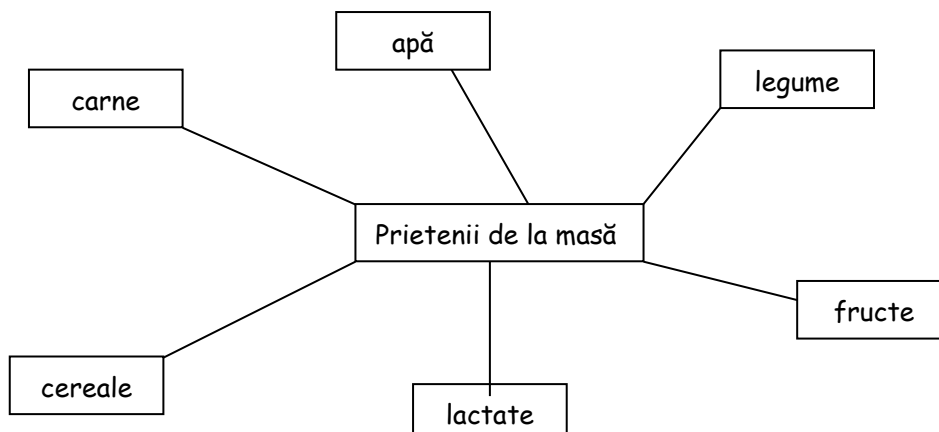 apă
legume
carne
Prietenii de la masă
fructe
cereale
lactate